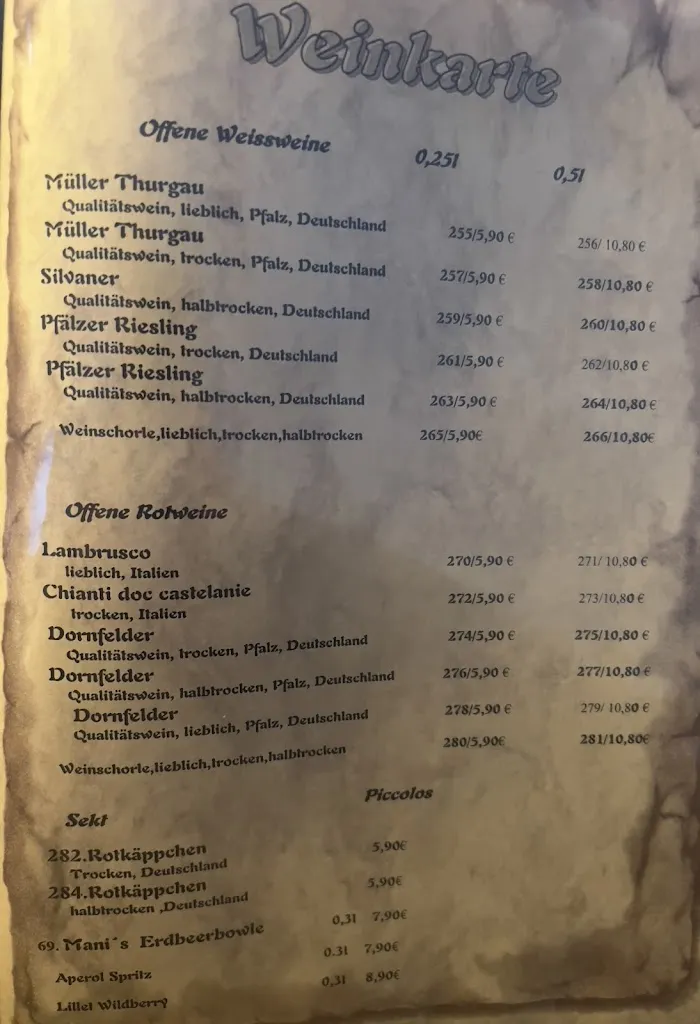 Weinkarte
Offene Weissweine 0,25l 0,5l
Müller Thurgau
Qualitätswein, lieblich, Pfalz, Deutschland 255/5,90 € 256/ 10,80 €
Müller Thurgau
Qualitätswein, trocken, Pfalz, Deutschland 257/5,90 € 258/10,80 €
Silvaner
Qualitätswein, halbtrocken, Deutschland 259/5,90 € 260/10,80 €
Pfälzer Riesling
Qualitätswein, trocken, Deutschland 261/5,90 € 262/10,80 €
Pfälzer Riesling
Qualitätswein, halbtrocken, Deutschland 263/5,90 € 264/10,80 €
Weinschorle,lieblich,trocken,halbtrocken 265/5,90€ 266/10,80€
Offene Rotweine
Lambrusco
lieblich, Italien 270/5,90 € 271/ 10,80 €
Chianti doc castelanie
trocken, Italien 272/5,90 € 273/10,80 €
Dornfelder
Qualitätswein, trocken, Pfalz, Deutschland 274/5,90 € 275/10,80 €
Dornfelder
Qualitätswein, halbtrocken, Pfalz, Deutschland 276/5,90 € 277/10,80 €
Dornfelder
Qualitätswein, lieblich, Pfalz, Deutschland 278/5,90 € 279/ 10,80 €
Weinschorle,lieblich,trocken,halbtrocken 280/5,90€ 281/10,80€
Sekt Piccolos
282.Rotkäppchen 5,90€
Trocken, Deutschland
284.Rotkäppchen 5,90€
halbtrocken ,Deutschland
69. Mani´s Erdbeerbowle 0,3l 7,90€
Aperol Spritz 0.3l 7,90€
Lillet Wildberry 0,3l 8,90€